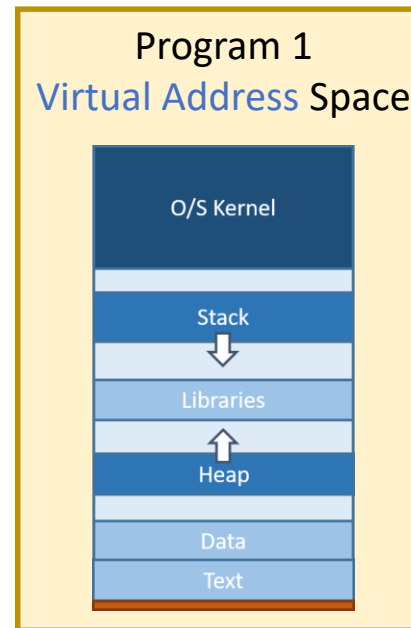 Program 1
Virtual Address Space
O/S Kernel
Stack
Libraries
Heap
Data
Text